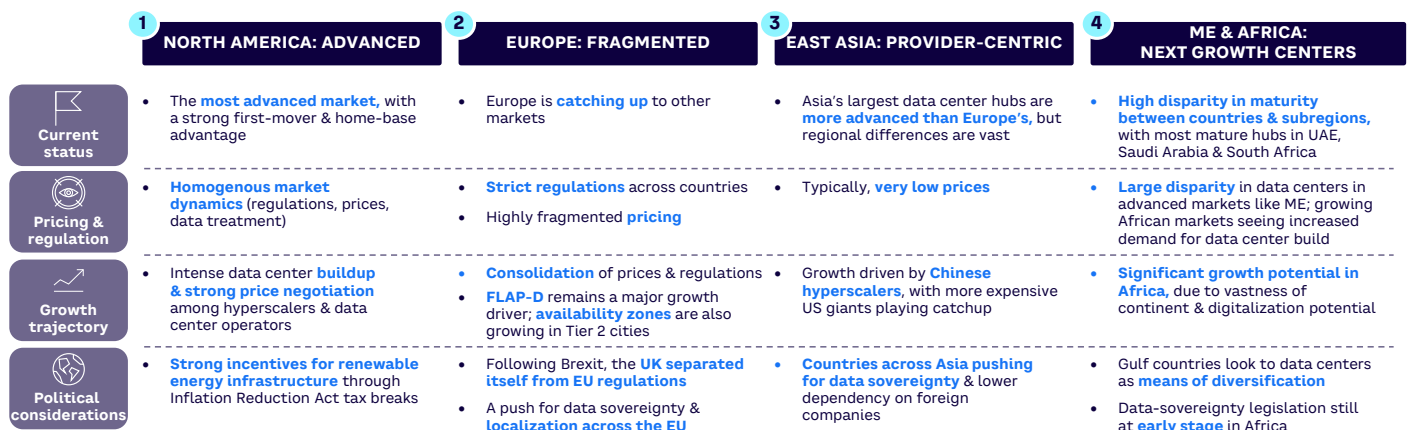 1
NORTH AMERICA: ADVANCED
2
EUROPE: FRAGMENTED
3
EAST ASIA: PROVIDER-CENTRIC
4
ME & AFRICA:
NEXT GROWTH CENTERS
Current
status
• The most advanced market, with
a strong first-mover & home-base
advantage
• Europe is catching up to other
markets
• Asia’s largest data center hubs are
more advanced than Europe’s, but
regional differences are vast
• High disparity in maturity
between countries & subregions,
with most mature hubs in UAE,
Saudi Arabia & South Africa
Pricing &
regulation
• Homogenous market
dynamics (regulations, prices,
data treatment)
• Strict regulations across countries
• Highly fragmented pricing
• Typically, very low prices
• Large disparity in data centers in
advanced markets like ME; growing
African markets seeing increased
demand for data center build
Growth
trajectory
• Intense data center buildup
& strong price negotiation
among hyperscalers & data
center operators
• Consolidation of prices & regulations
• FLAP-D remains a major growth
driver; availability zones are also
growing in Tier 2 cities
• Growth driven by Chinese
hyperscalers, with more expensive
US giants playing catchup
• Significant growth potential in
Africa, due to vastness of
continent & digitalization potential
Political
considerations
• Strong incentives for renewable
energy infrastructure through
Inflation Reduction Act tax breaks
• Following Brexit, the UK separated
itself from EU regulations
• A push for data sovereignty &
localization across the EU
• Countries across Asia pushing
for data sovereignty & lower
dependency on foreign
companies
• Gulf countries look to data centers
as means of diversification
• Data-sovereignty legislation still
at early stage in Africa